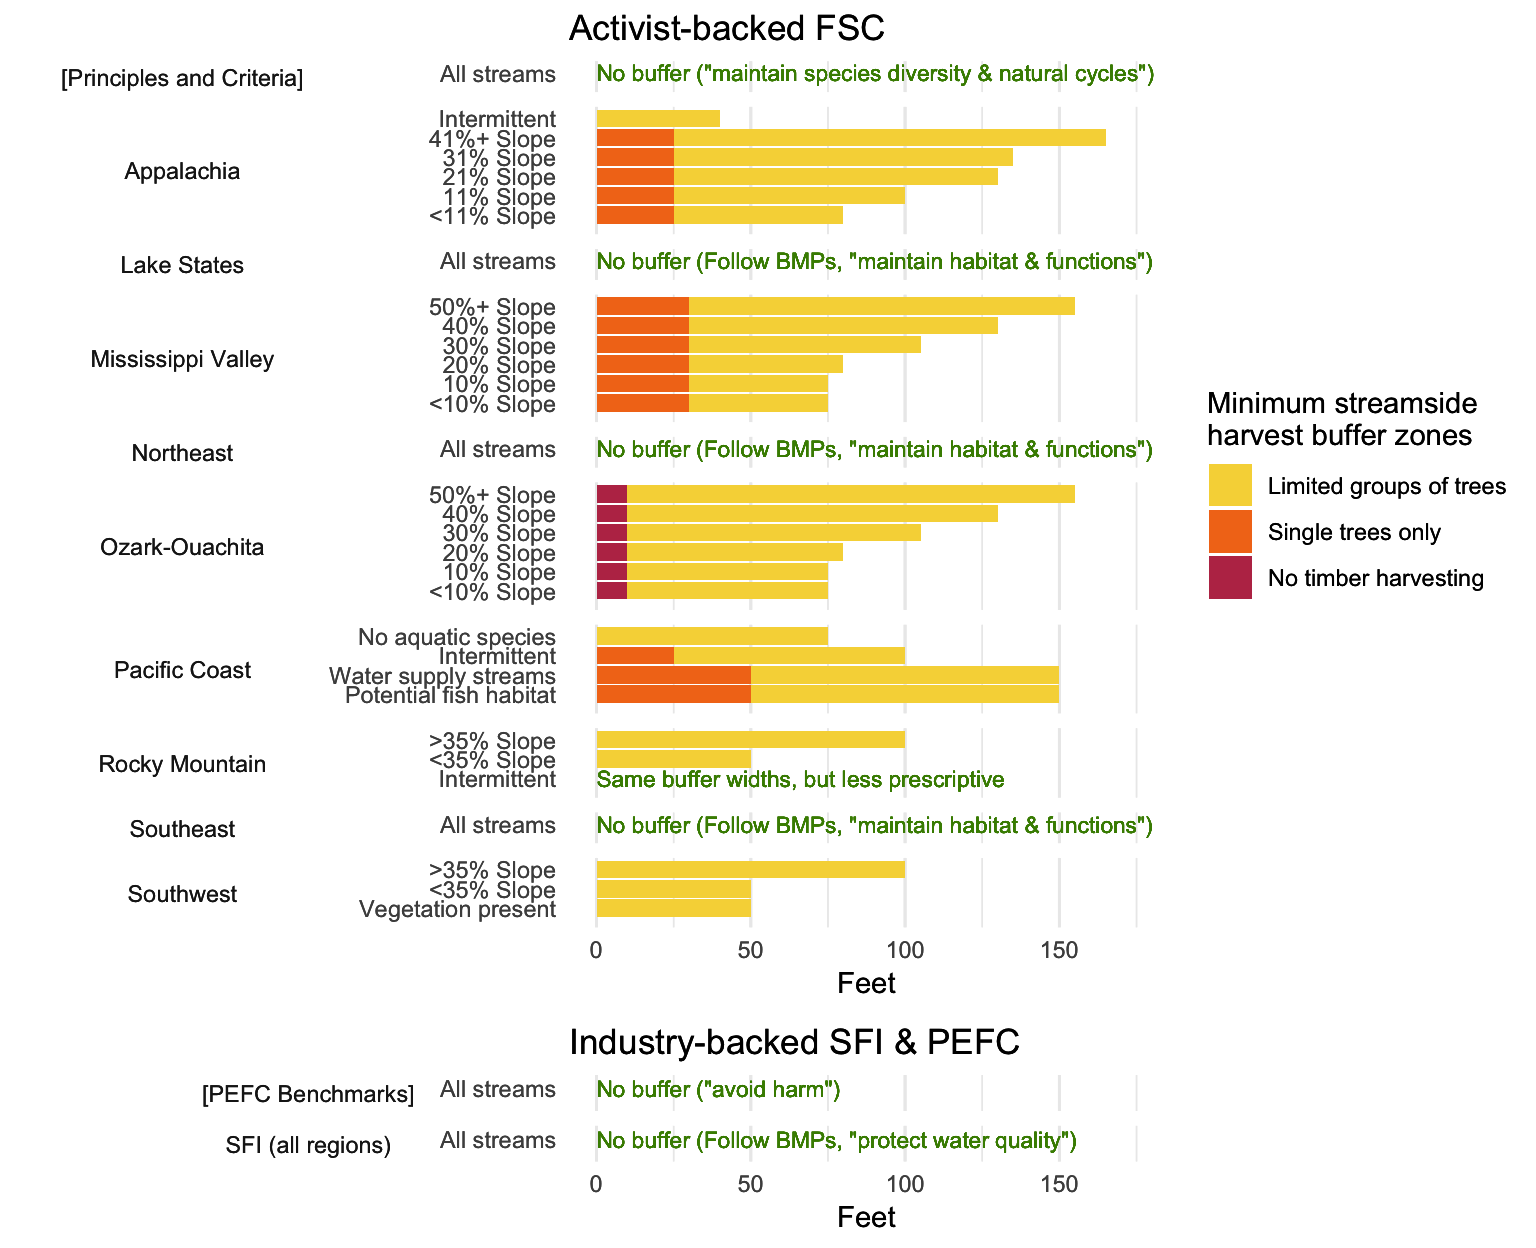 Activist-backed FSC
[Principles and Criteria]
All streams
No buffer ("maintain species diversity & natural cycles")
Appalachia
Intermittent
41%+ Slope
31% Slope
21% Slope
11% Slope
<11% Slope
Lake States
All streams
No buffer (Follow BMPs, "maintain habitat & functions")
Mississippi Valley
50%+ Slope
40% Slope
30% Slope
20% Slope
10% Slope
<10% Slope
Northeast
All streams
No buffer (Follow BMPs, "maintain habitat & functions")
Ozark-Ouachita
50%+ Slope
40% Slope
30% Slope
20% Slope
10% Slope
<10% Slope
Pacific Coast
No aquatic species
Intermittent
Water supply streams
Potential fish habitat
Rocky Mountain
>35% Slope
<35% Slope
Intermittent
Same buffer widths, but less prescriptive
Southeast
All streams
No buffer (Follow BMPs, "maintain habitat & functions")
Southwest
>35% Slope
<35% Slope
Vegetation present
0 50 100 150
Feet
Minimum streamside
harvest buffer zones
Limited groups of trees
Single trees only
No timber harvesting
Industry-backed SFI & PEFC
[PEFC Benchmarks]
All streams
No buffer ("avoid harm")
SFI (all regions)
All streams
No buffer (Follow BMPs, "protect water quality")
0 50 100 150
Feet